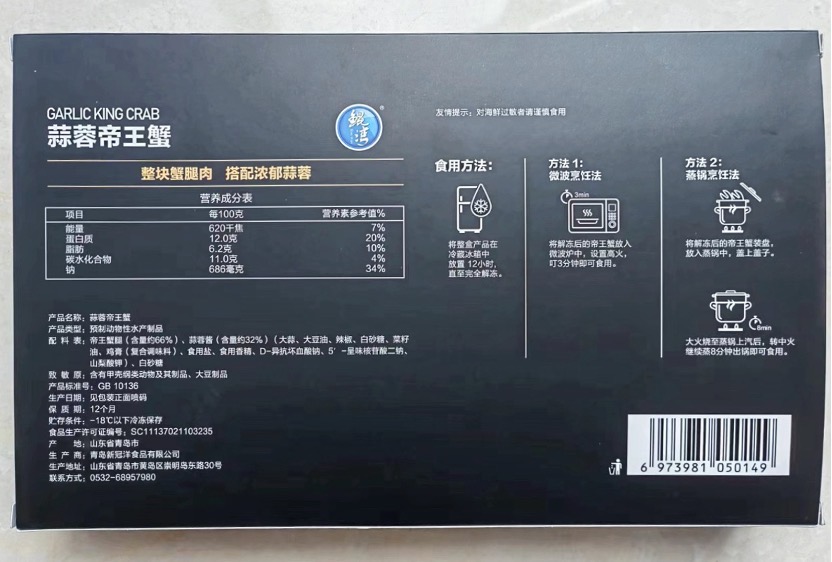 GARLIC KING CRAB
蒜蓉帝王蟹
鲲湾
®
整块蟹腿肉 搭配浓郁蒜蓉
营养成分表
项目 每100克 营养素参考值%
能量 620千焦 7%
蛋白质 12.0克 20%
脂肪 6.2克 10%
碳水化合物 11.0克 4%
钠 686毫克 34%
产品名称：蒜蓉帝王蟹
产品类型：预制动物性水产制品
配 料 表：帝王蟹腿（含量约66%）、蒜蓉酱（含量约32%）（大蒜、大豆油、辣椒、白砂糖、菜籽
油、鸡膏（复合调味料）、食用盐、食用香精、D-异抗坏血酸钠、5’-呈味核苷酸二钠、
山梨酸钾）、白砂糖
致 敏 原：含有甲壳纲类动物及其制品、大豆制品
产品标准号：GB 10136
生产日期：见包装正面喷码
保 质 期：12个月
贮存条件：-18℃以下冷冻保存
食品生产许可证编号：SC11137021103235
产 地：山东省青岛市
生 产 商：青岛新冠洋食品有限公司
生产地址：山东省青岛市黄岛区崇明岛东路30号
联系方式：0532-68957980
友情提示：对海鲜过敏者请谨慎食用
食用方法：
将整盒产品在
冷藏冰箱中
放置 12小时，
直至完全解冻。
方法 1：
微波烹饪法
3min
将解冻后的帝王蟹放入
微波炉中，设置高火，
叮3分钟即可食用。
方法 2：
蒸锅烹饪法
将解冻后的帝王蟹装盘，
放入蒸锅中，盖上盖子。
8min
大火烧至蒸锅上汽后，转中火
继续蒸8分钟出锅即可食用。
6 973981 050149